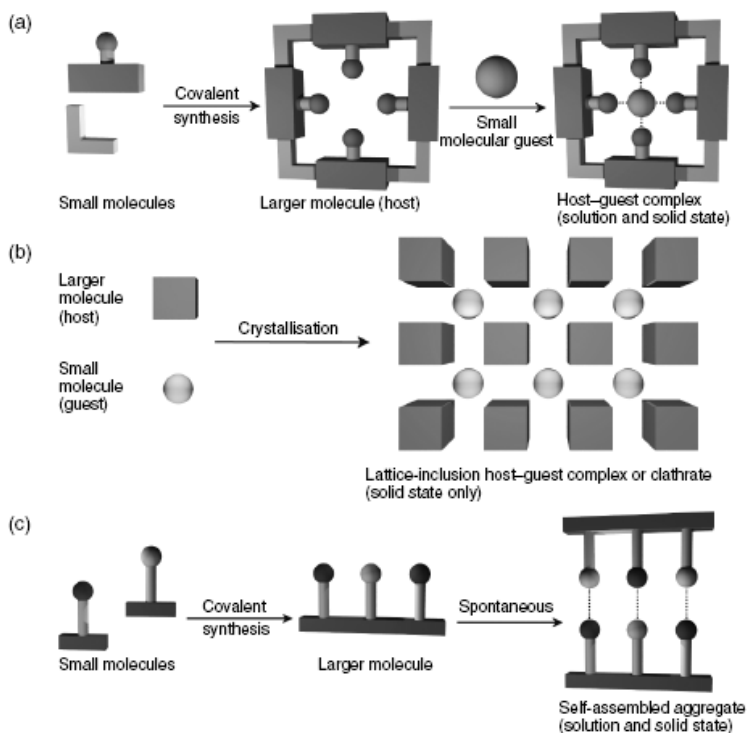 (a)
Covalent
synthesis
Small
molecular guest
Small molecules
Larger molecule (host)
Host–guest complex
(solution and solid state)
(b)
Larger
molecule
(host)
Crystallisation
Small
molecule
(guest)
Lattice-inclusion host–guest complex or clathrate
(solid state only)
(c)
Covalent
synthesis
Spontaneous
Small molecules
Larger molecule
Self-assembled aggregate
(solution and solid state)